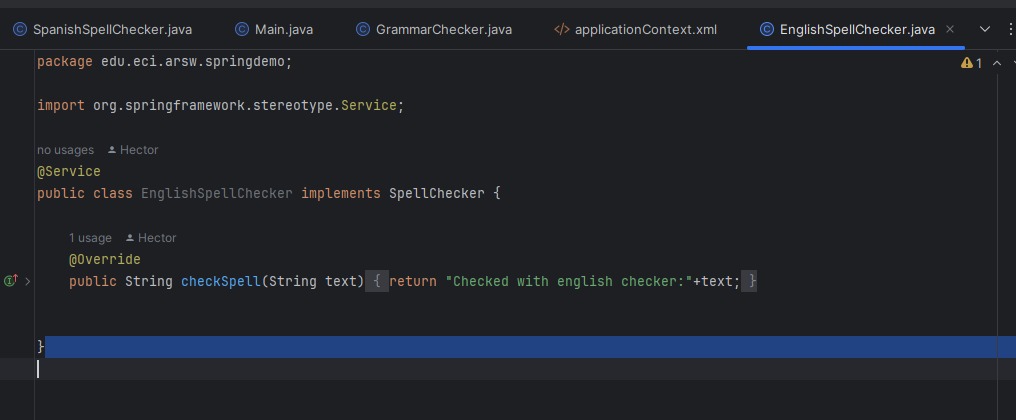 SpanishSpellChecker.java Main.java GrammarChecker.java applicationContext.xml EnglishSpellChecker.java
package edu.eci.arsw.springdemo;
1
import org.springframework.stereotype.Service;
no usages Hector
@Service
public class EnglishSpellChecker implements SpellChecker {
1 usage Hector
@Override
public String checkSpell(String text) { return "Checked with english checker:"+text; }
}